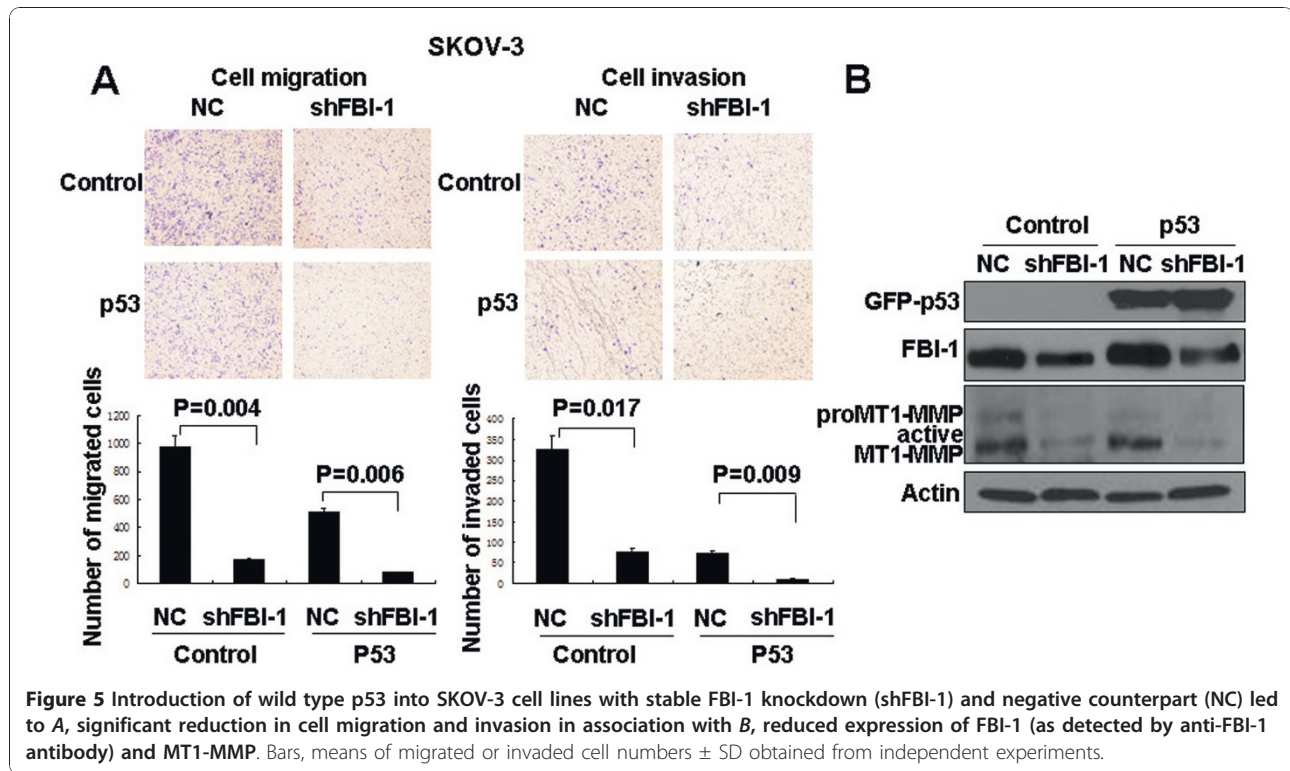 SKOV-3
A
Cell migration
NC shFBI-1
Control
p53
Number of migrated cells
1200
1000
800
600
400
200
0
P=0.004
P=0.006
NC shFBI-1 NC shFBI-1
Control P53
Cell invasion
NC shFBI-1
Control
p53
Number of invaded cells
400
350
300
250
200
150
100
50
0
P=0.017
P=0.009
NC shFBI-1 NC shFBI-1
Control P53
B
Control p53
NC shFBI-1 NC shFBI-1
GFP-p53
FBI-1
proMT1-MMP
active
MT1-MMP
Actin
Figure 5 Introduction of wild type p53 into SKOV-3 cell lines with stable FBI-1 knockdown (shFBI-1) and negative counterpart (NC) led
to A, significant reduction in cell migration and invasion in association with B, reduced expression of FBI-1 (as detected by anti-FBI-1
antibody) and MT1-MMP. Bars, means of migrated or invaded cell numbers ± SD obtained from independent experiments.